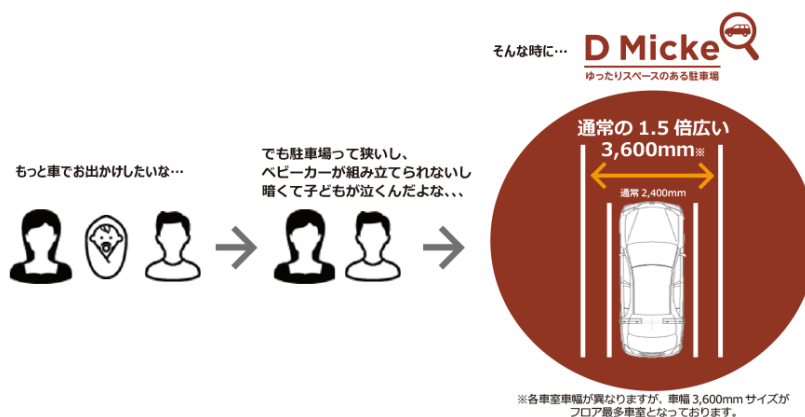 もっと車でお出かけしたいな…
でも駐車場って狭いし、
ベビーカーが組み立てられないし
暗くて子どもが泣くんだよな､､､
そんな時に…
D Micke
ゆったりスペースのある駐車場
通常の 1.5 倍広い
3,600mm※
通常 2,400mm
※各車室車幅が異なりますが、車幅 3,600mm サイズが
フロア最多車室となっております。